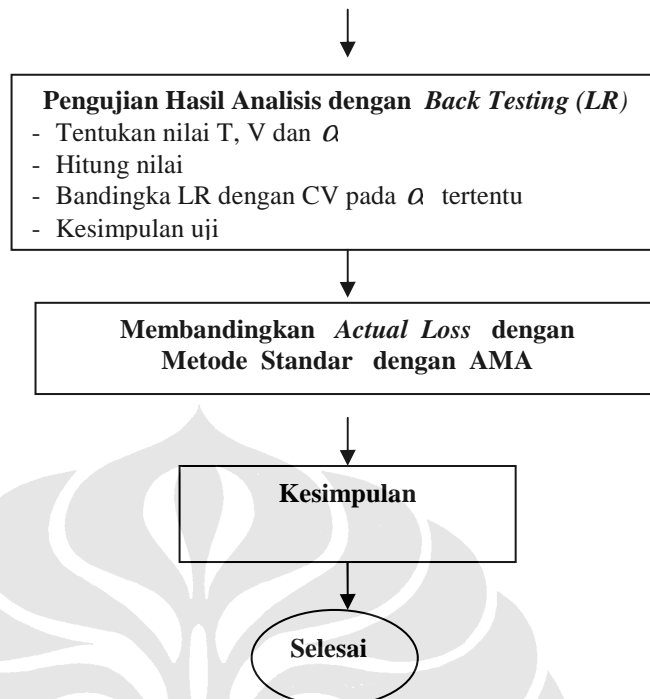 Pengujian Hasil Analisis dengan Back Testing (LR)
- Tentukan nilai T, V dan α
- Hitung nilai
- Bandingka LR dengan CV pada α tertentu
- Kesimpulan uji
Membandingkan Actual Loss dengan
Metode Standar dengan AMA
Kesimpulan
Selesai